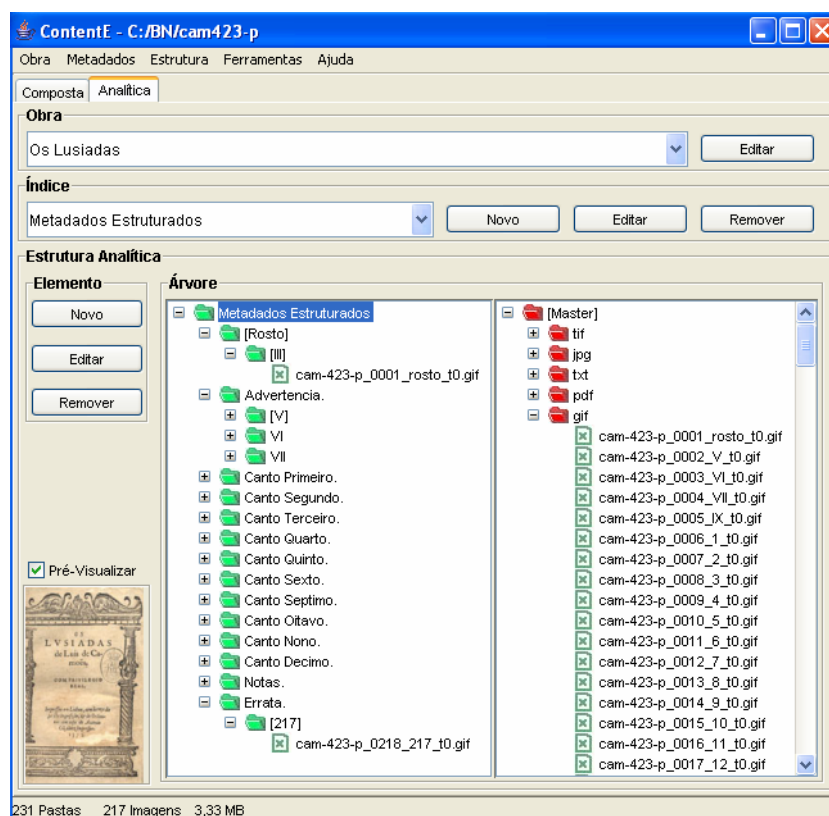 ContentE - C:/BN/cam423-p
Obra Metadados Estrutura Ferramentas Ajuda
Composta Analítica
Obra
Os Lusiadas Editar
Índice
Metadados Estruturados Novo Editar Remover
Estrutura Analítica
Elemento
Novo
Editar
Remover
Pré-Visualizar
LVSIADAS
de Luis de Ca-
Árvore
Metadados Estruturados
[Rosto]
[III]
cam-423-p_0001_rosto_t0.gif
Advertencia.
[V]
VI
VII
Canto Primeiro.
Canto Segundo.
Canto Terceiro.
Canto Quarto.
Canto Quinto.
Canto Sexto.
Canto Septimo.
Canto Oitavo.
Canto Nono.
Canto Decimo.
Notas.
Errata.
[217]
cam-423-p_0218_217_t0.gif
[Master]
tif
jpg
txt
pdf
gif
cam-423-p_0001_rosto_t0.gif
cam-423-p_0002_V_t0.gif
cam-423-p_0003_VI_t0.gif
cam-423-p_0004_VII_t0.gif
cam-423-p_0005_IX_t0.gif
cam-423-p_0006_1_t0.gif
cam-423-p_0007_2_t0.gif
cam-423-p_0008_3_t0.gif
cam-423-p_0009_4_t0.gif
cam-423-p_0010_5_t0.gif
cam-423-p_0011_6_t0.gif
cam-423-p_0012_7_t0.gif
cam-423-p_0013_8_t0.gif
cam-423-p_0014_9_t0.gif
cam-423-p_0015_10_t0.gif
cam-423-p_0016_11_t0.gif
cam-423-p_0017_12_t0.gif
231 Pastas 217 Imagens 3,33 MB